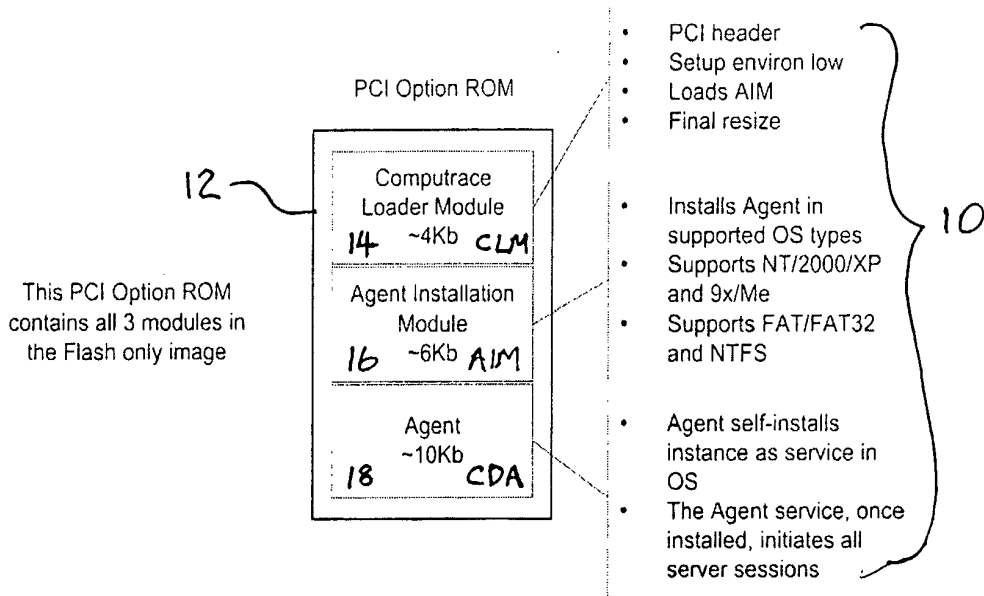 PCI Option ROM
12
Computrace
Loader Module
14 ~4Kb CLM
Agent Installation
Module
16 ~6Kb AIM
Agent
~10Kb
18 CDA
This PCI Option ROM
contains all 3 modules in
the Flash only image
• PCI header
• Setup environ low
• Loads AIM
• Final resize
• Installs Agent in
supported OS types
• Supports NT/2000/XP
and 9x/Me
• Supports FAT/FAT32
and NTFS
• Agent self-installs
instance as service in
OS
• The Agent service, once
installed, initiates all
server sessions
10